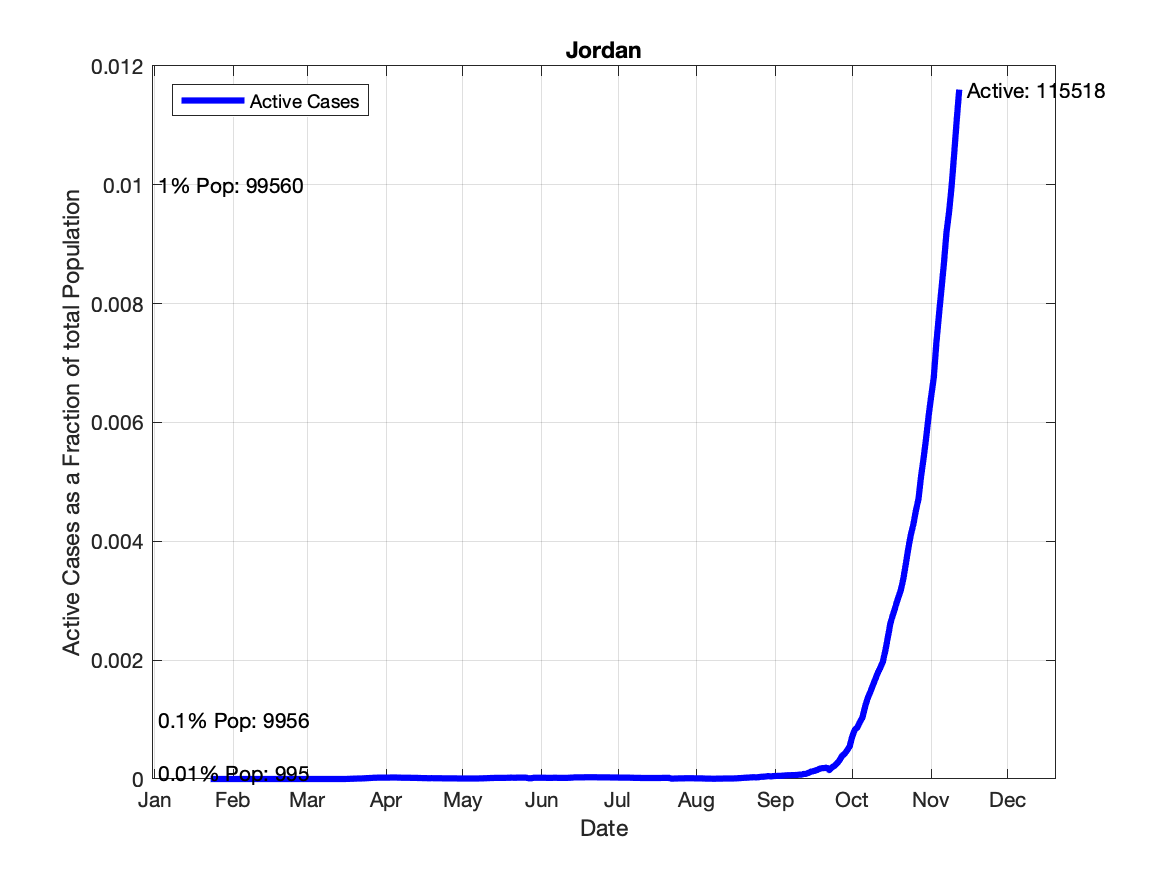 Jordan
0.012
Active Cases
Active: 115518
0.01
1% Pop: 99560
0.008
0.006
0.004
0.002
0.1% Pop: 9956
0.01% Pop: 995
0
Jan Feb Mar Apr May Jun Jul Aug Sep Oct Nov Dec
Date
Active Cases as a Fraction of total Population